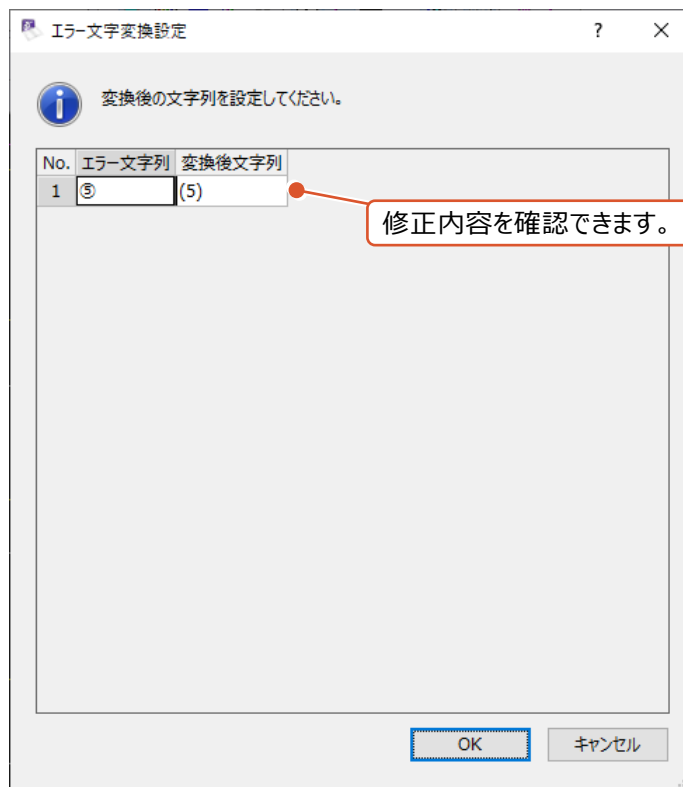 エラー文字変換設定 ? ×
変換後の文字列を設定してください。
No. エラー文字列 変換後文字列
1 ⑤ (5)
修正内容を確認できます。
OK キャンセル